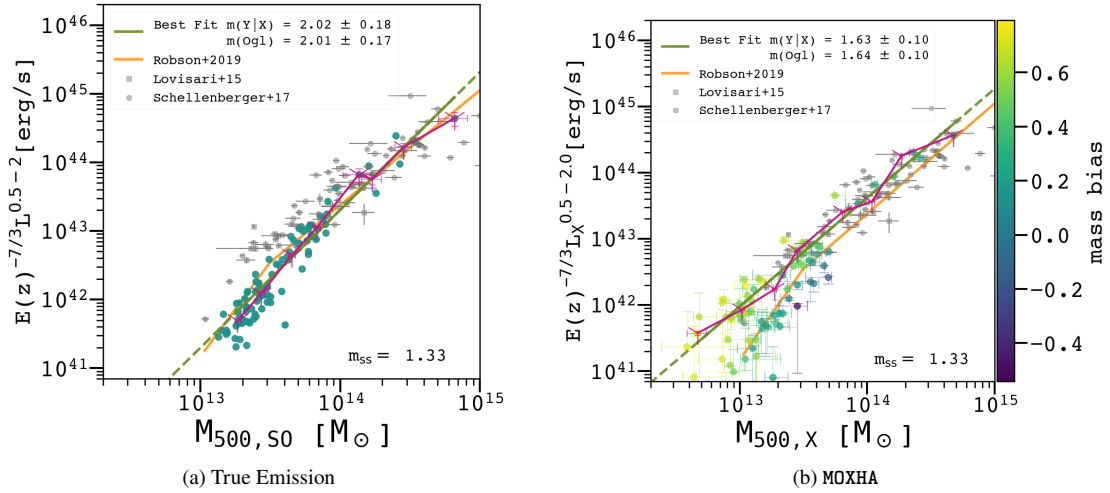 10^46
10^45
10^44
10^43
10^42
10^41
E(z)^−7/3 L^0.5−2 [erg/s]
Best Fit m(Y|X) = 2.02 ± 0.18
m(Ogl) = 2.01 ± 0.17
Robson+2019
Lovisari+15
Schellenberger+17
m_SS = 1.33
10^13 10^14 10^15
M_500,SO [M_⊙]
(a) True Emission
10^46
10^45
10^44
10^43
10^42
10^41
E(z)^−7/3 L_X^0.5−2.0 [erg/s]
Best Fit m(Y|X) = 1.63 ± 0.10
m(Ogl) = 1.64 ± 0.10
Robson+2019
Lovisari+15
Schellenberger+17
m_SS = 1.33
10^13 10^14 10^15
M_500,X [M_⊙]
(b) MOXHA
0.6
0.4
0.2
0.0
−0.2
−0.4
mass bias